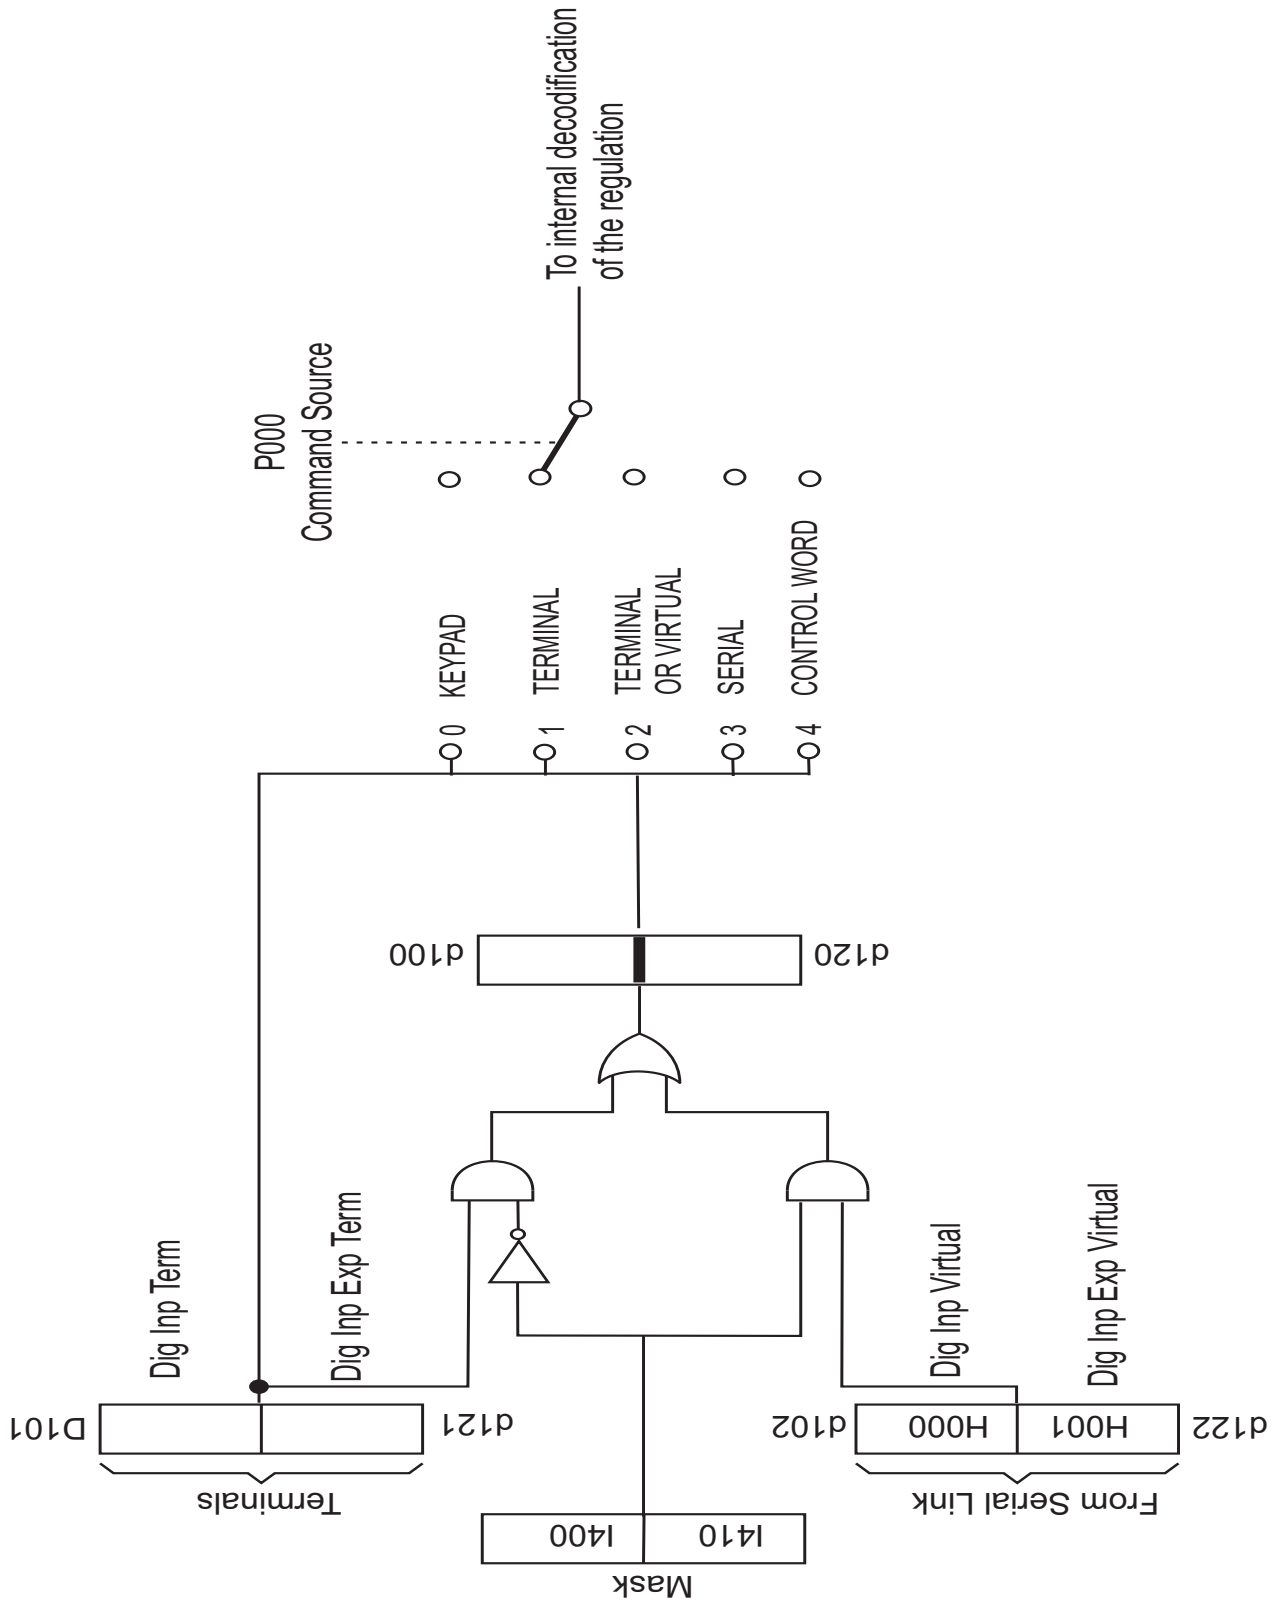 To internal decodification
of the regulation
P000
Command Source
0 KEYPAD
1 TERMINAL
2 TERMINAL
OR VIRTUAL
3 SERIAL
4 CONTROL WORD
d100
d120
Dig Inp Term
Dig Inp Exp Term
Dig Inp Virtual
Dig Inp Exp Virtual
D101
d121
Terminals
d102
H000
H001
d122
From Serial Link
I400
I410
Mask